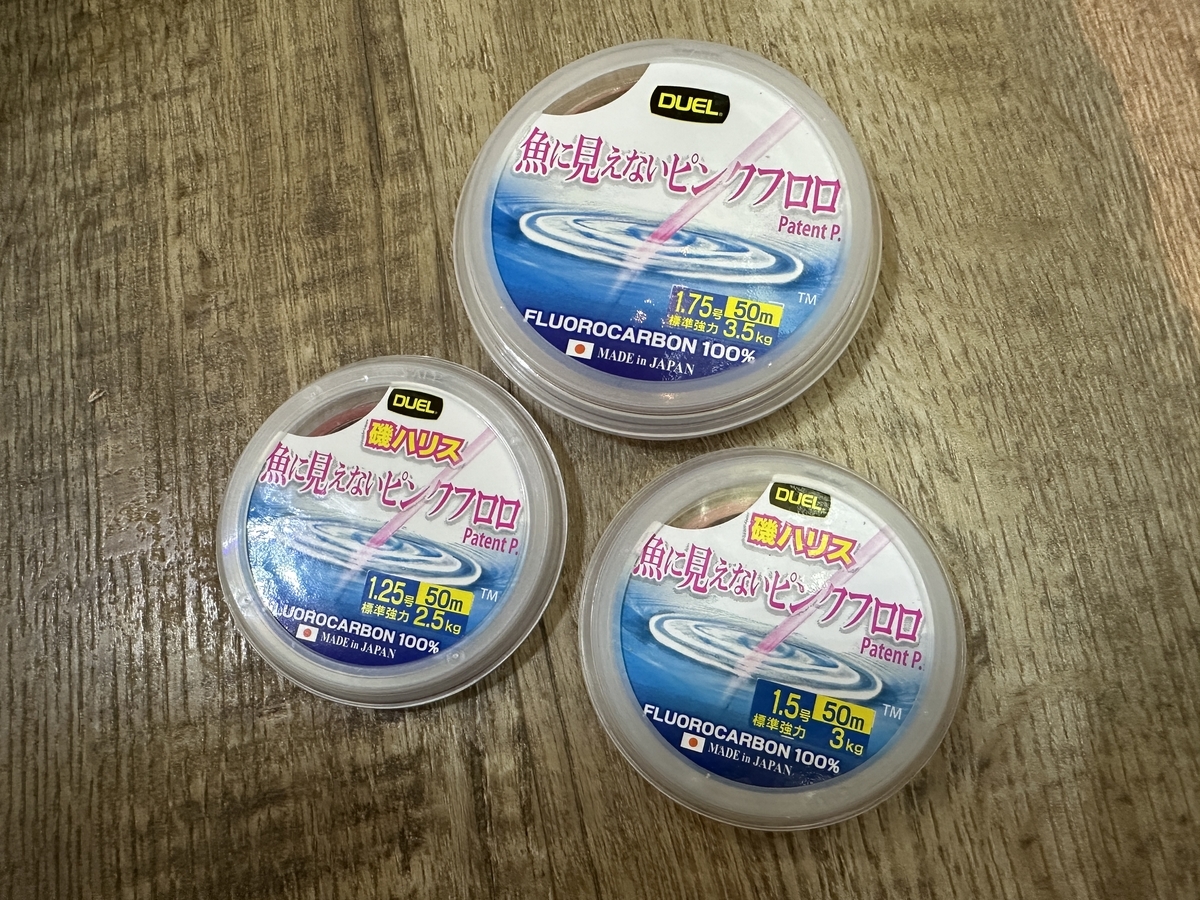 DUEL
魚に見えないピンクフロロ
Patent P.
TM
1.75号 50m
標準強力 3.5kg
FLUOROCARBON 100%
MADE in JAPAN
DUEL
磯ハリス
魚に見えないピンクフロロ
Patent P.
TM
1.25号 50m
標準強力 2.5kg
FLUOROCARBON 100%
MADE in JAPAN
DUEL
磯ハリス
魚に見えないピンクフロロ
Patent P.
TM
1.5号 50m
標準強力 3kg
FLUOROCARBON 100%
MADE in JAPAN